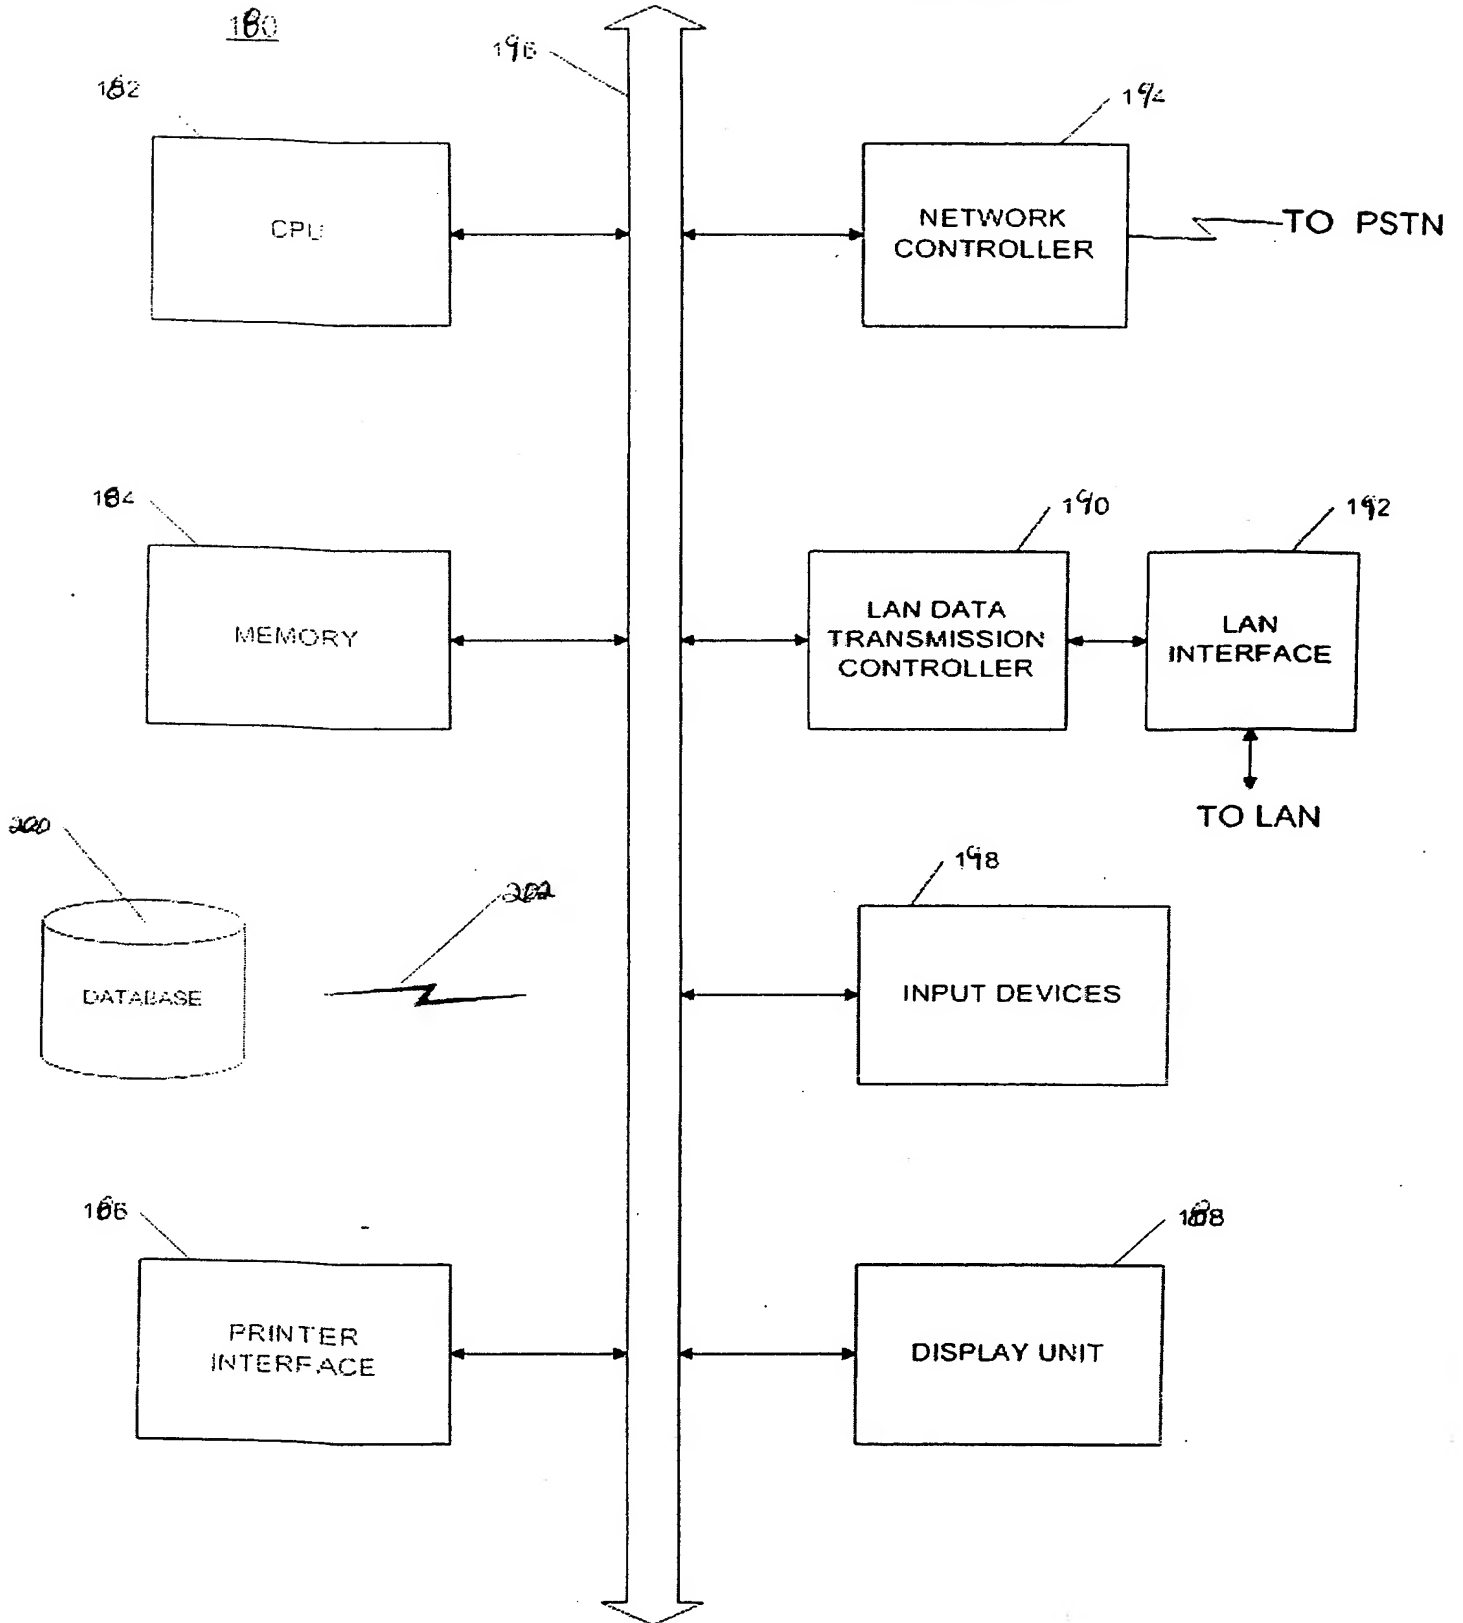 180
196
182
194
CPU
NETWORK
CONTROLLER
TO PSTN
184
190
192
MEMORY
LAN DATA
TRANSMISSION
CONTROLLER
LAN
INTERFACE
TO LAN
200
202
198
DATABASE
INPUT DEVICES
186
188
PRINTER
INTERFACE
DISPLAY UNIT